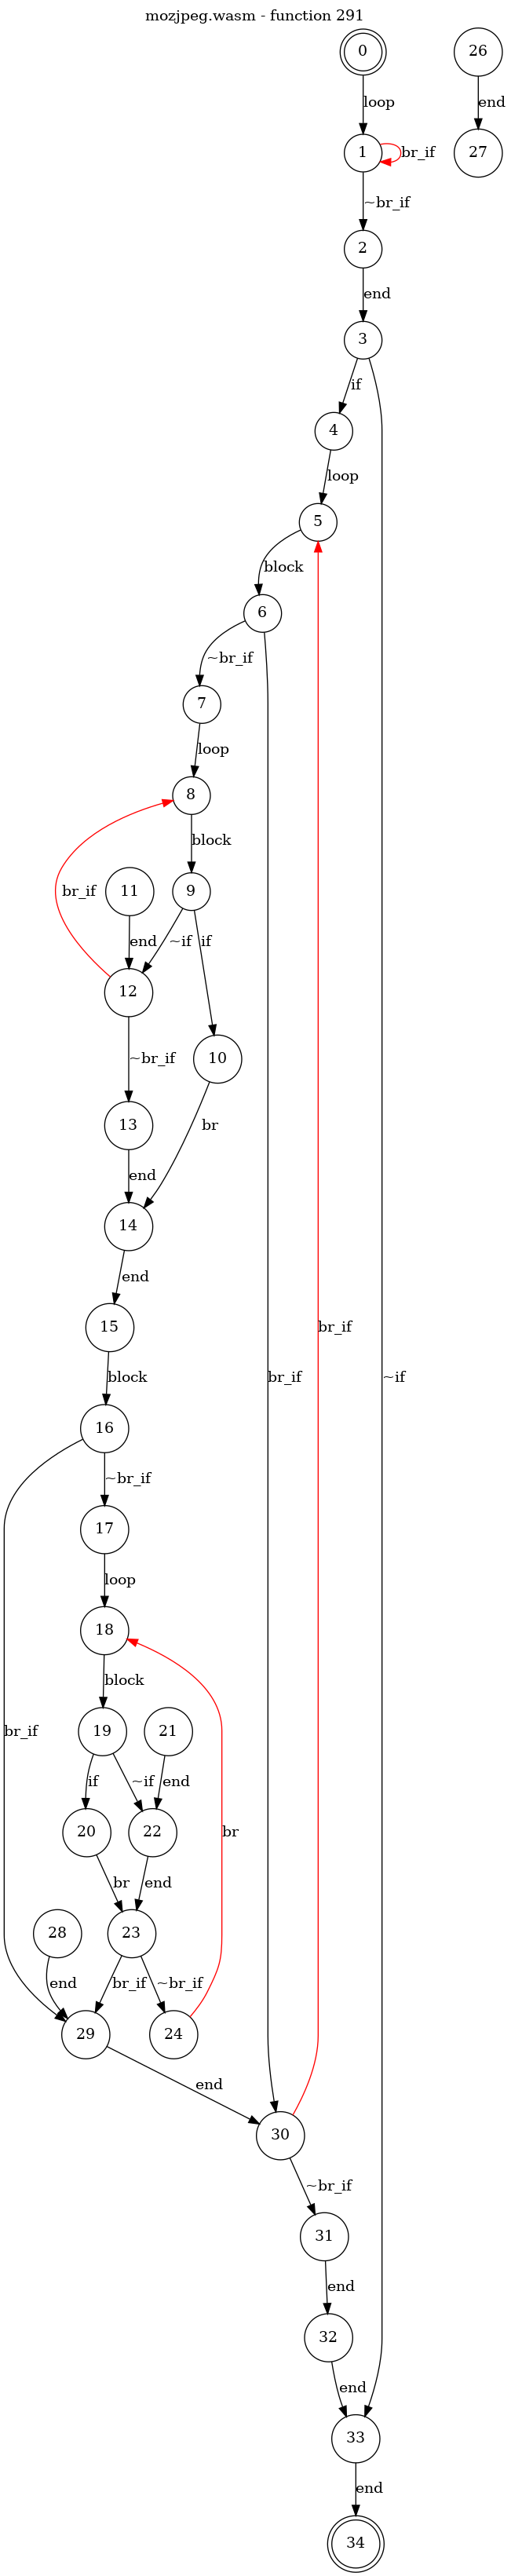 mozjpeg.wasm - function 291
0
26
loop
end
1
br_if
27
~br_if
2
end
3
if
4
loop
5
block
6
~br_if
7
loop
8
block
br_if
11
9
end
~if
if
12
10
~br_if
13
br
end
14
end
15
br_if
block
br_if
~if
16
~br_if
17
loop
18
block
br_if
19
21
if
~if
end
20
22
br
br
end
28
23
end
br_if
~br_if
29
24
end
30
~br_if
31
end
32
end
33
end
34